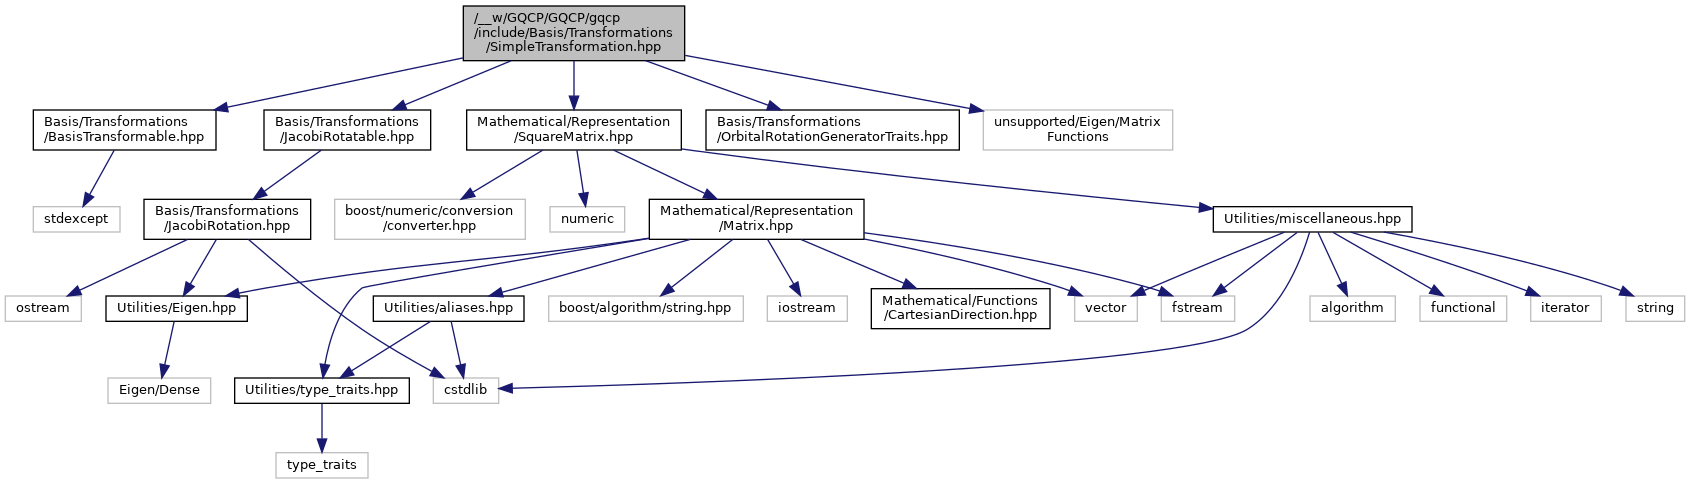 /__w/GQCP/GQCP/gqcp
/include/Basis/Transformations
/SimpleTransformation.hpp
Basis/Transformations
/BasisTransformable.hpp
Basis/Transformations
/JacobiRotatable.hpp
Mathematical/Representation
/SquareMatrix.hpp
Basis/Transformations
/OrbitalRotationGeneratorTraits.hpp
unsupported/Eigen/Matrix
Functions
stdexcept
Basis/Transformations
/JacobiRotation.hpp
boost/numeric/conversion
/converter.hpp
numeric
Mathematical/Representation
/Matrix.hpp
Utilities/miscellaneous.hpp
ostream
Utilities/Eigen.hpp
Utilities/aliases.hpp
boost/algorithm/string.hpp
iostream
Mathematical/Functions
/CartesianDirection.hpp
vector
fstream
algorithm
functional
iterator
string
Eigen/Dense
Utilities/type_traits.hpp
cstdlib
type_traits